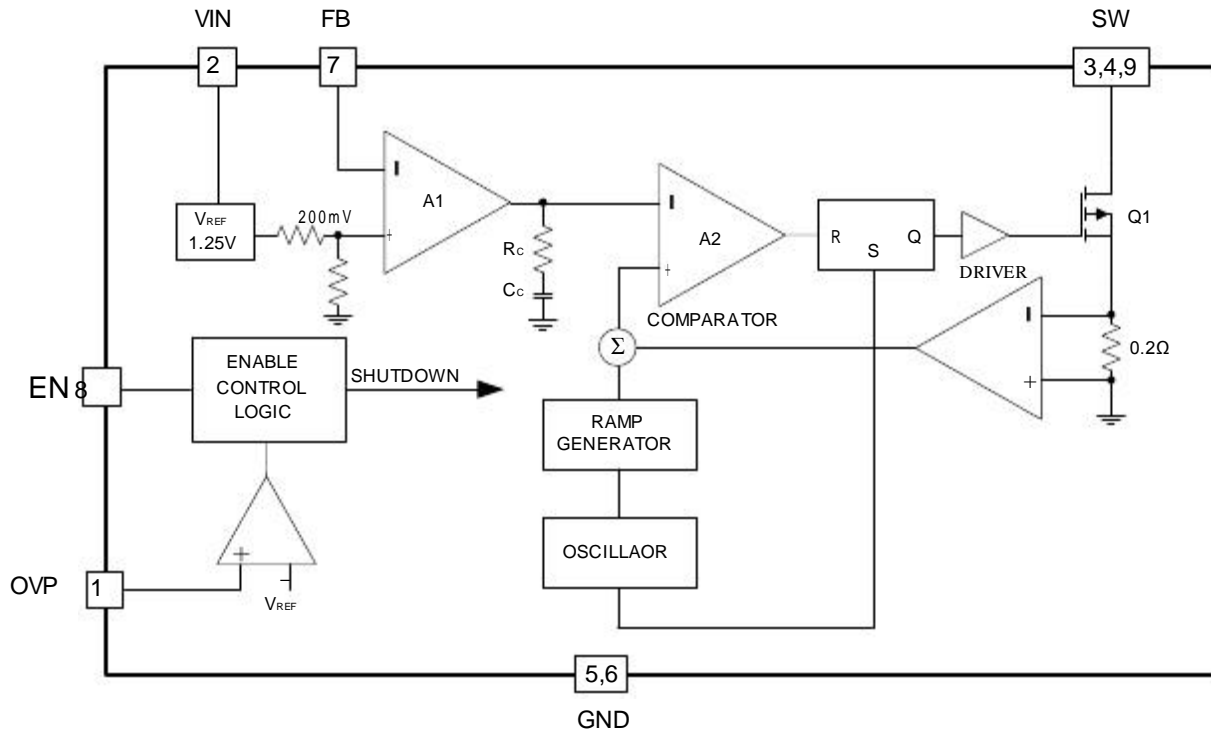 VIN
FB
SW
2
7
3,4,9
A1
VREF
1.25V
200mV
+
A2
+
R
S
Q
Q1
DRIVER
RC
CC
COMPARATOR
Σ
+
0.2Ω
ENABLE
CONTROL
LOGIC
SHUTDOWN
EN 8
RAMP
GENERATOR
OSCILLAOR
+
−
VREF
OVP
1
5,6
GND